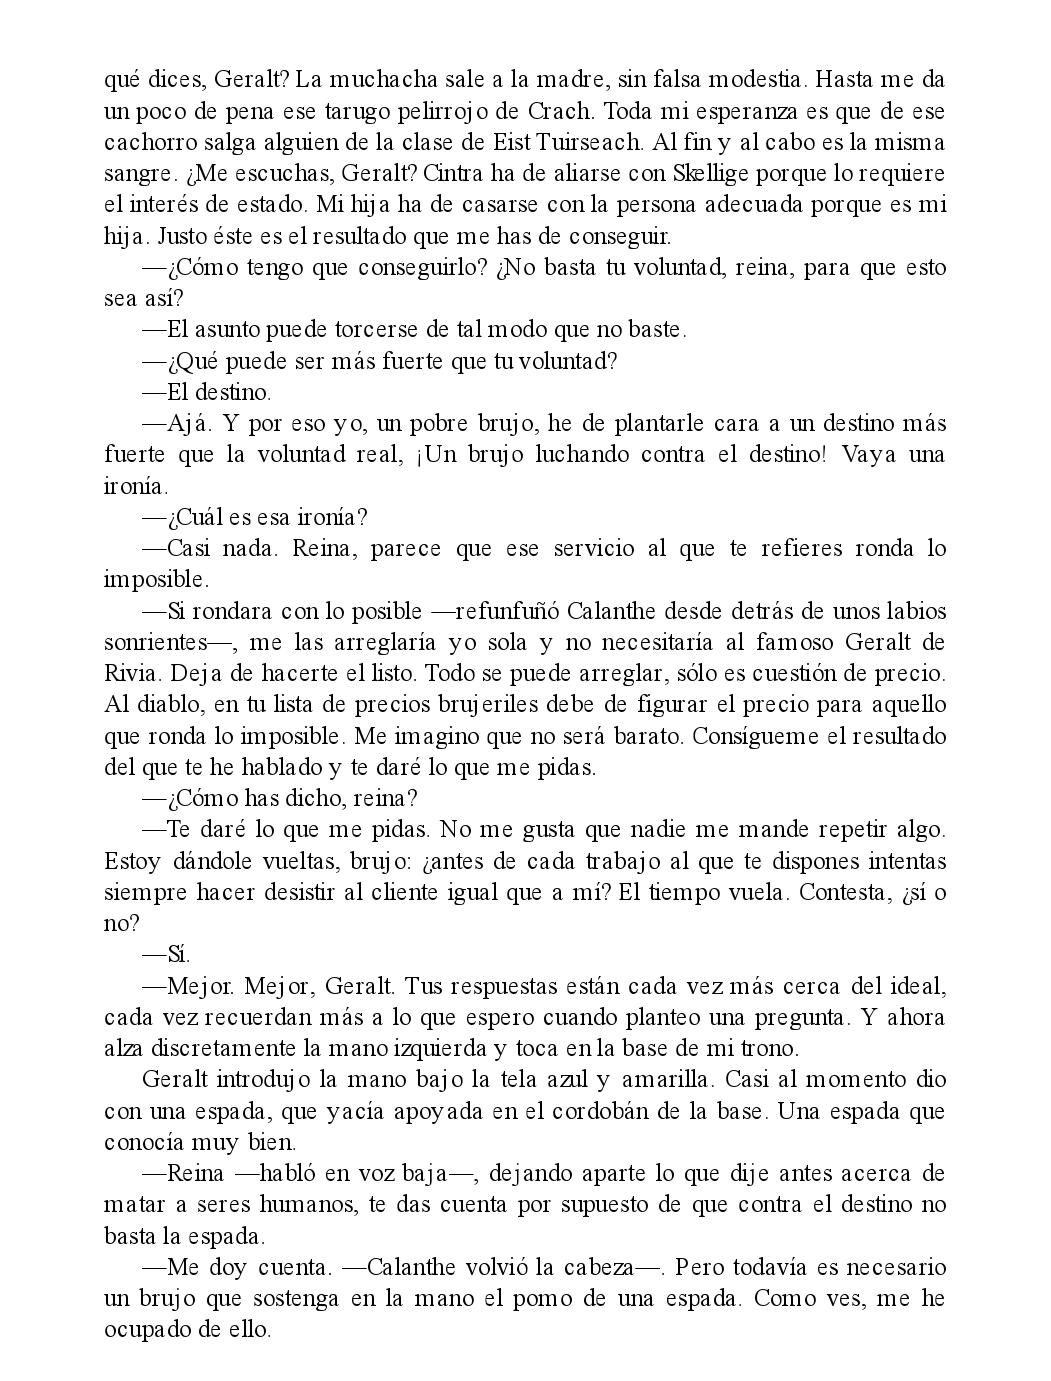 qué dices, Geralt? La muchacha sale a la madre, sin falsa modestia. Hasta me da
un poco de pena ese tarugo pelirrojo de Crach. Toda mi esperanza es que de ese
cachorro salga alguien de la clase de Eist Tuirseach. Al fin y al cabo es la misma
sangre. ¿Me escuchas, Geralt? Cintra ha de aliarse con Skellige porque lo requiere
el interés de estado. Mi hija ha de casarse con la persona adecuada porque es mi
hija. Justo éste es el resultado que me has de conseguir.
—¿Cómo tengo que conseguirlo? ¿No basta tu voluntad, reina, para que esto
sea así?
—El asunto puede torcerse de tal modo que no baste.
—¿Qué puede ser más fuerte que tu voluntad?
—El destino.
—Ajá. Y por eso yo, un pobre brujo, he de plantarle cara a un destino más
fuerte que la voluntad real, ¡Un brujo luchando contra el destino! Vaya una
ironía.
—¿Cuál es esa ironía?
—Casi nada. Reina, parece que ese servicio al que te refieres ronda lo
imposible.
—Si rondara con lo posible —refunfuñó Calanthe desde detrás de unos labios
sonrientes—, me las arreglaría yo sola y no necesitaría al famoso Geralt de
Rivia. Deja de hacerte el listo. Todo se puede arreglar, sólo es cuestión de precio.
Al diablo, en tu lista de precios brujeriles debe de figurar el precio para aquello
que ronda lo imposible. Me imagino que no será barato. Consígueme el resultado
del que te he hablado y te daré lo que me pidas.
—¿Cómo has dicho, reina?
—Te daré lo que me pidas. No me gusta que nadie me mande repetir algo.
Estoy dándole vueltas, brujo: ¿antes de cada trabajo al que te dispones intentas
siempre hacer desistir al cliente igual que a mí? El tiempo vuela. Contesta, ¿sí o
no?
—Sí.
—Mejor. Mejor, Geralt. Tus respuestas están cada vez más cerca del ideal,
cada vez recuerdan más a lo que espero cuando planteo una pregunta. Y ahora
alza discretamente la mano izquierda y toca en la base de mi trono.
Geralt introdujo la mano bajo la tela azul y amarilla. Casi al momento dio
con una espada, que yacía apoyada en el cordobán de la base. Una espada que
conocía muy bien.
—Reina —habló en voz baja—, dejando aparte lo que dije antes acerca de
matar a seres humanos, te das cuenta por supuesto de que contra el destino no
basta la espada.
—Me doy cuenta. —Calanthe volvió la cabeza—. Pero todavía es necesario
un brujo que sostenga en la mano el pomo de una espada. Como ves, me he
ocupado de ello.